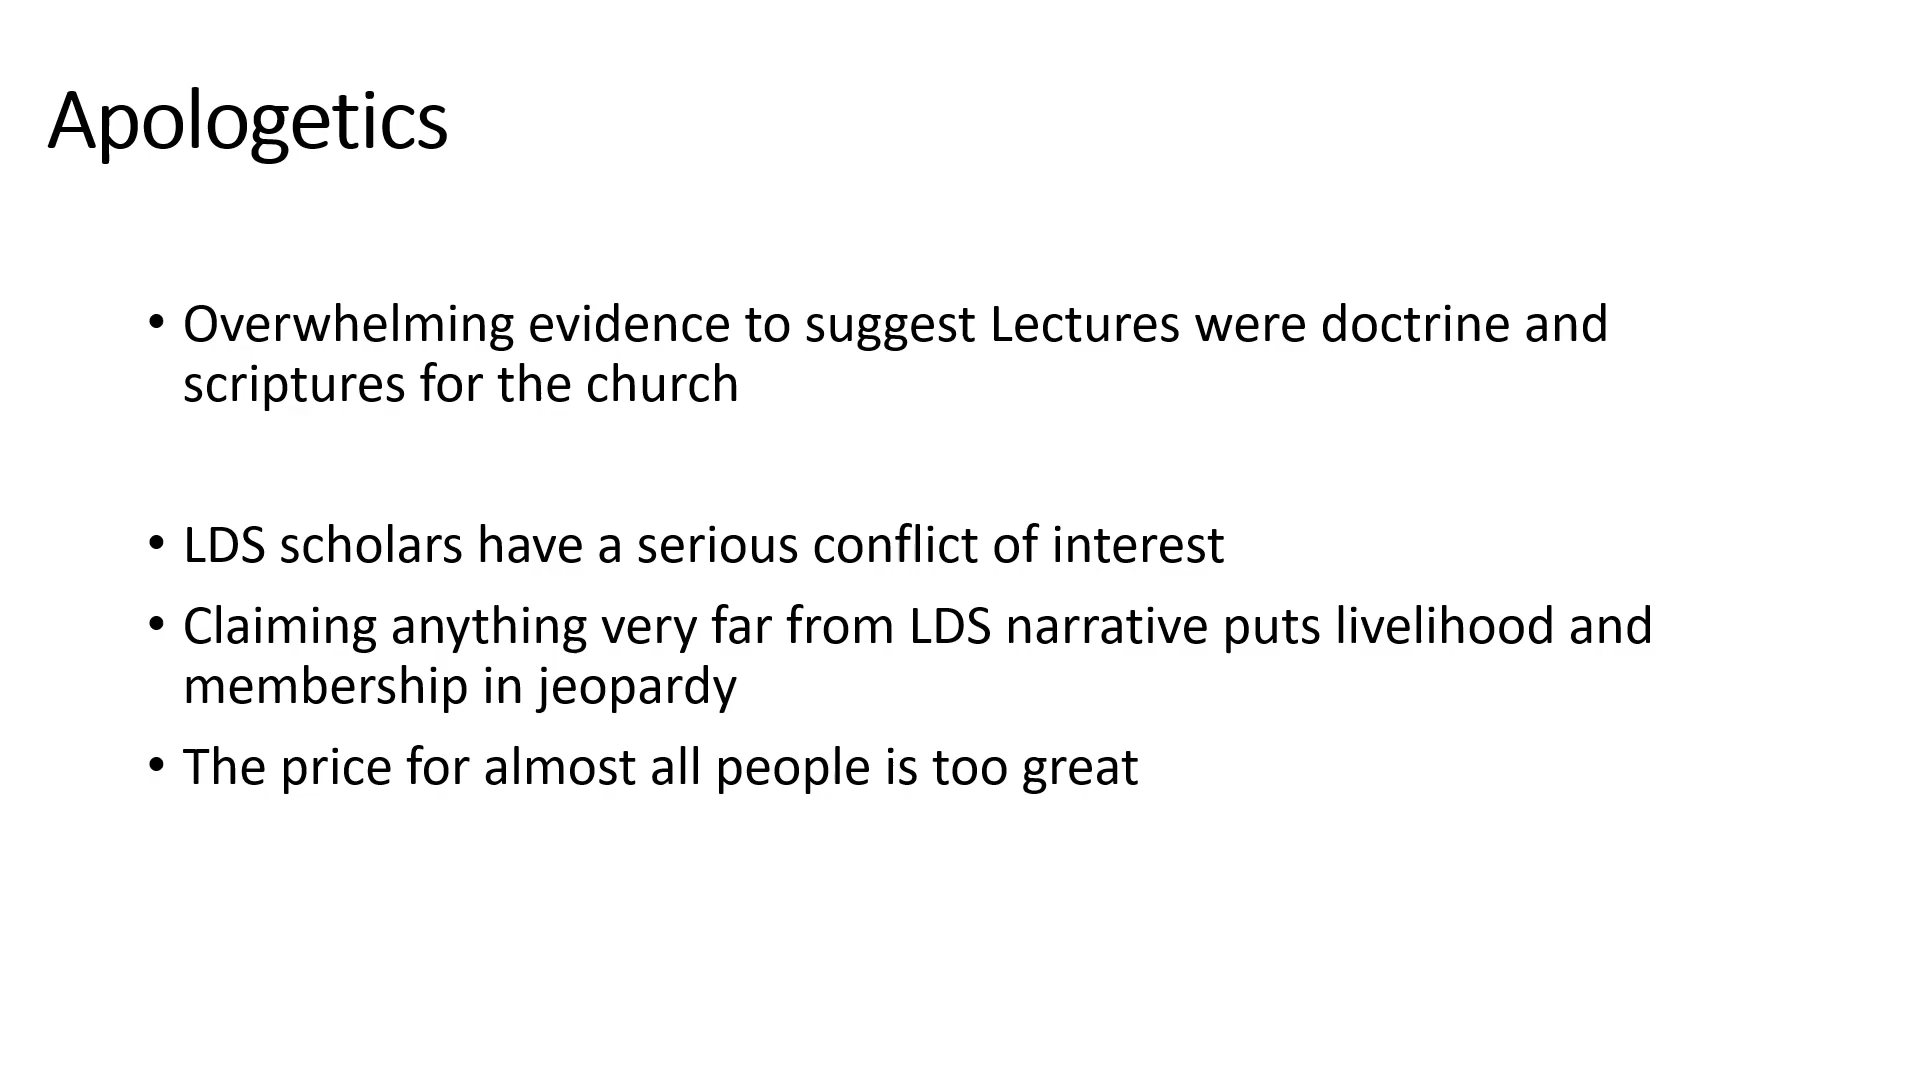 Apologetics
• Overwhelming evidence to suggest Lectures were doctrine and
scriptures for the church
• LDS scholars have a serious conflict of interest
• Claiming anything very far from LDS narrative puts livelihood and
membership in jeopardy
• The price for almost all people is too great